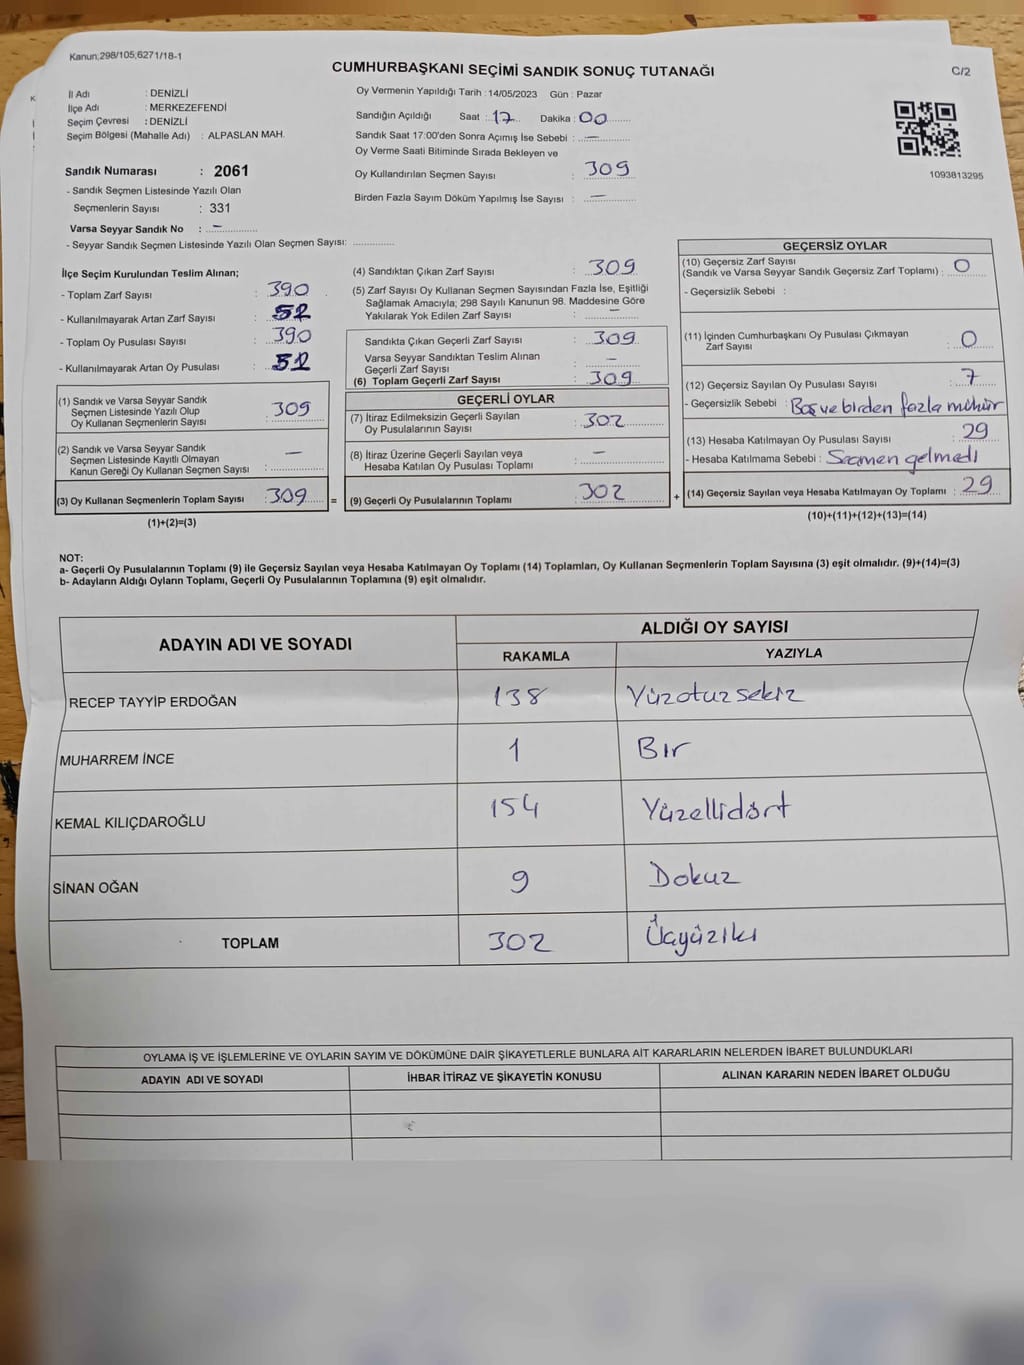 Kanun;298/105;6271/18-1
CUMHURBAŞKANI SEÇİMİ SANDIK SONUÇ TUTANAĞI
C/2
İl Adı : DENİZLİ
İlçe Adı : MERKEZEFENDİ
Seçim Çevresi : DENİZLİ
Seçim Bölgesi (Mahalle Adı) : ALPASLAN MAH.
Sandık Numarası : 2061
- Sandık Seçmen Listesinde Yazılı Olan
Seçmenlerin Sayısı : 331
Varsa Seyyar Sandık No : -
- Seyyar Sandık Seçmen Listesinde Yazılı Olan Seçmen Sayısı: ..............
Oy Vermenin Yapıldığı Tarih :14/05/2023 Gün : Pazar
Sandığın Açıldığı Saat : 17 Dakika : 00
Sandık Saat 17:00'den Sonra Açımış İse Sebebi : —
Oy Verme Saati Bitiminde Sırada Bekleyen ve
Oy Kullandırılan Seçmen Sayısı : 309
Birden Fazla Sayım Döküm Yapılmış İse Sayısı : —
1093813295
İlçe Seçim Kurulundan Teslim Alınan;
- Toplam Zarf Sayısı : 390
- Kullanılmayarak Artan Zarf Sayısı : 52
- Toplam Oy Pusulası Sayısı : 390
- Kullanılmayarak Artan Oy Pusulası : 52
(1) Sandık ve Varsa Seyyar Sandık
Seçmen Listesinde Yazılı Olup
Oy Kullanan Seçmenlerin Sayısı : 309
(2) Sandık ve Varsa Seyyar Sandık
Seçmen Listesinde Kayıtlı Olmayan
Kanun Gereği Oy Kullanan Seçmen Sayısı : —
(3) Oy Kullanan Seçmenlerin Toplam Sayısı : 309 =
(1)+(2)=(3)
(4) Sandıktan Çıkan Zarf Sayısı : 309
(5) Zarf Sayısı Oy Kullanan Seçmen Sayısından Fazla İse, Eşitliği
Sağlamak Amacıyla; 298 Sayılı Kanunun 98. Maddesine Göre
Yakılarak Yok Edilen Zarf Sayısı : —
Sandıkta Çıkan Geçerli Zarf Sayısı : 309
Varsa Seyyar Sandıktan Teslim Alınan
Geçerli Zarf Sayısı : —
(6) Toplam Geçerli Zarf Sayısı : 309
GEÇERLİ OYLAR
(7) İtiraz Edilmeksizin Geçerli Sayılan
Oy Pusulalarının Sayısı : 302
(8) İtiraz Üzerine Geçerli Sayılan veya
Hesaba Katılan Oy Pusulası Toplamı : —
(9) Geçerli Oy Pusulalarının Toplamı : 302 +
GEÇERSİZ OYLAR
(10) Geçersiz Zarf Sayısı
(Sandık ve Varsa Seyyar Sandık Geçersiz Zarf Toplamı) : 0
- Geçersizlik Sebebi :
(11) İçinden Cumhurbaşkanı Oy Pusulası Çıkmayan
Zarf Sayısı : 0
(12) Geçersiz Sayılan Oy Pusulası Sayısı : 7
- Geçersizlik Sebebi : Boş ve birden fazla mühür
(13) Hesaba Katılmayan Oy Pusulası Sayısı : 29
- Hesaba Katılmama Sebebi : Seçmen gelmedi
(14) Geçersiz Sayılan veya Hesaba Katılmayan Oy Toplamı : 29
(10)+(11)+(12)+(13)=(14)
NOT:
a- Geçerli Oy Pusulalarının Toplamı (9) ile Geçersiz Sayılan veya Hesaba Katılmayan Oy Toplamı (14) Toplamları, Oy Kullanan Seçmenlerin Toplam Sayısına (3) eşit olmalıdır. (9)+(14)=(3)
b- Adayların Aldığı Oyların Toplamı, Geçerli Oy Pusulalarının Toplamına (9) eşit olmalıdır.
ADAYIN ADI VE SOYADI
ALDIĞI OY SAYISI
RAKAMLA YAZIYLA
RECEP TAYYİP ERDOĞAN 138 Yüzotuzsekiz
MUHARREM İNCE 1 Bir
KEMAL KILIÇDAROĞLU 154 Yüzellidört
SİNAN OĞAN 9 Dokuz
TOPLAM 302 Üçyüziki
OYLAMA İŞ VE İŞLEMLERİNE VE OYLARIN SAYIM VE DÖKÜMÜNE DAİR ŞİKAYETLERLE BUNLARA AİT KARARLARIN NELERDEN İBARET BULUNDUKLARI
ADAYIN ADI VE SOYADI İHBAR İTİRAZ VE ŞİKAYETİN KONUSU ALINAN KARARIN NEDEN İBARET OLDUĞU